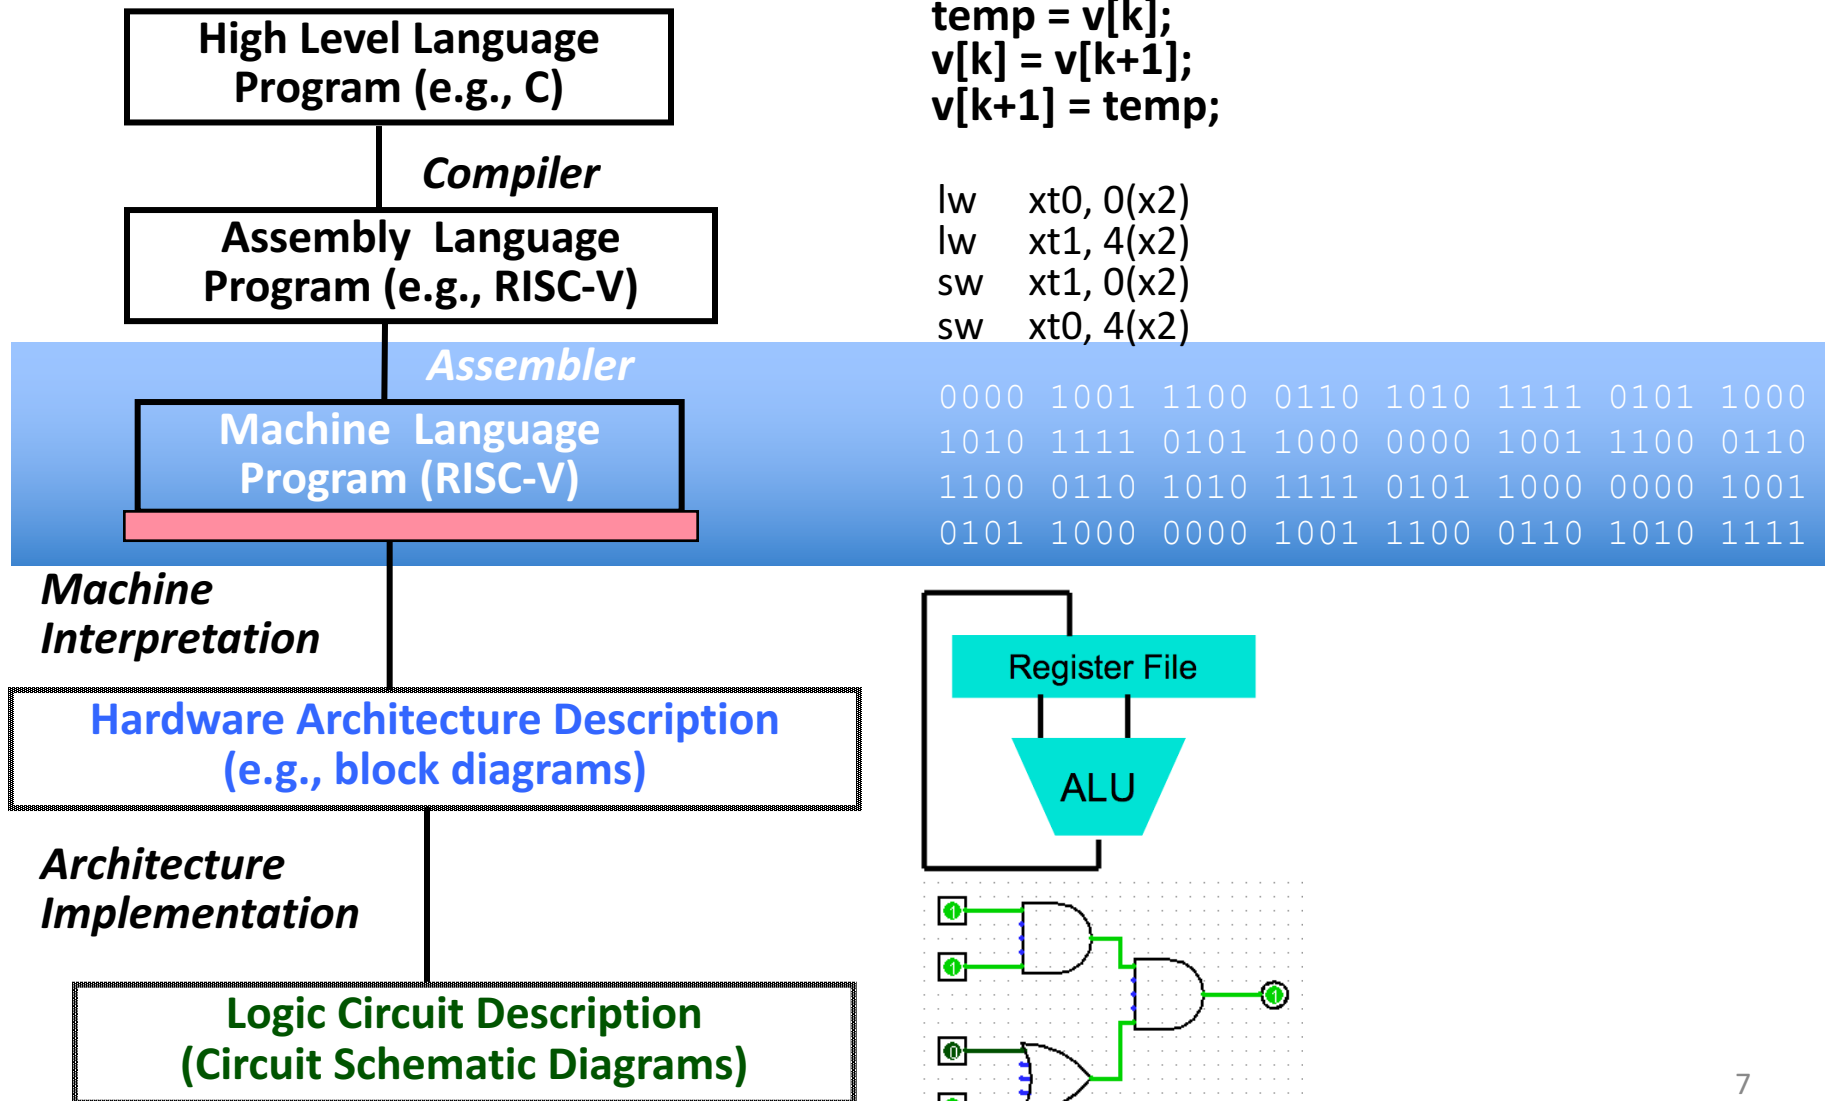 High Level Language
Program (e.g., C)
temp = v[k];
v[k] = v[k+1];
v[k+1] = temp;
Compiler
Assembly Language
Program (e.g., RISC-V)
lw xt0, 0(x2)
lw xt1, 4(x2)
sw xt1, 0(x2)
sw xt0, 4(x2)
Assembler
Machine Language
Program (RISC-V)
0000 1001 1100 0110 1010 1111 0101 1000
1010 1111 0101 1000 0000 1001 1100 0110
1100 0110 1010 1111 0101 1000 0000 1001
0101 1000 0000 1001 1100 0110 1010 1111
Machine
Interpretation
Register File
ALU
Hardware Architecture Description
(e.g., block diagrams)
Architecture
Implementation
1
1
1
0
Logic Circuit Description
(Circuit Schematic Diagrams)
7